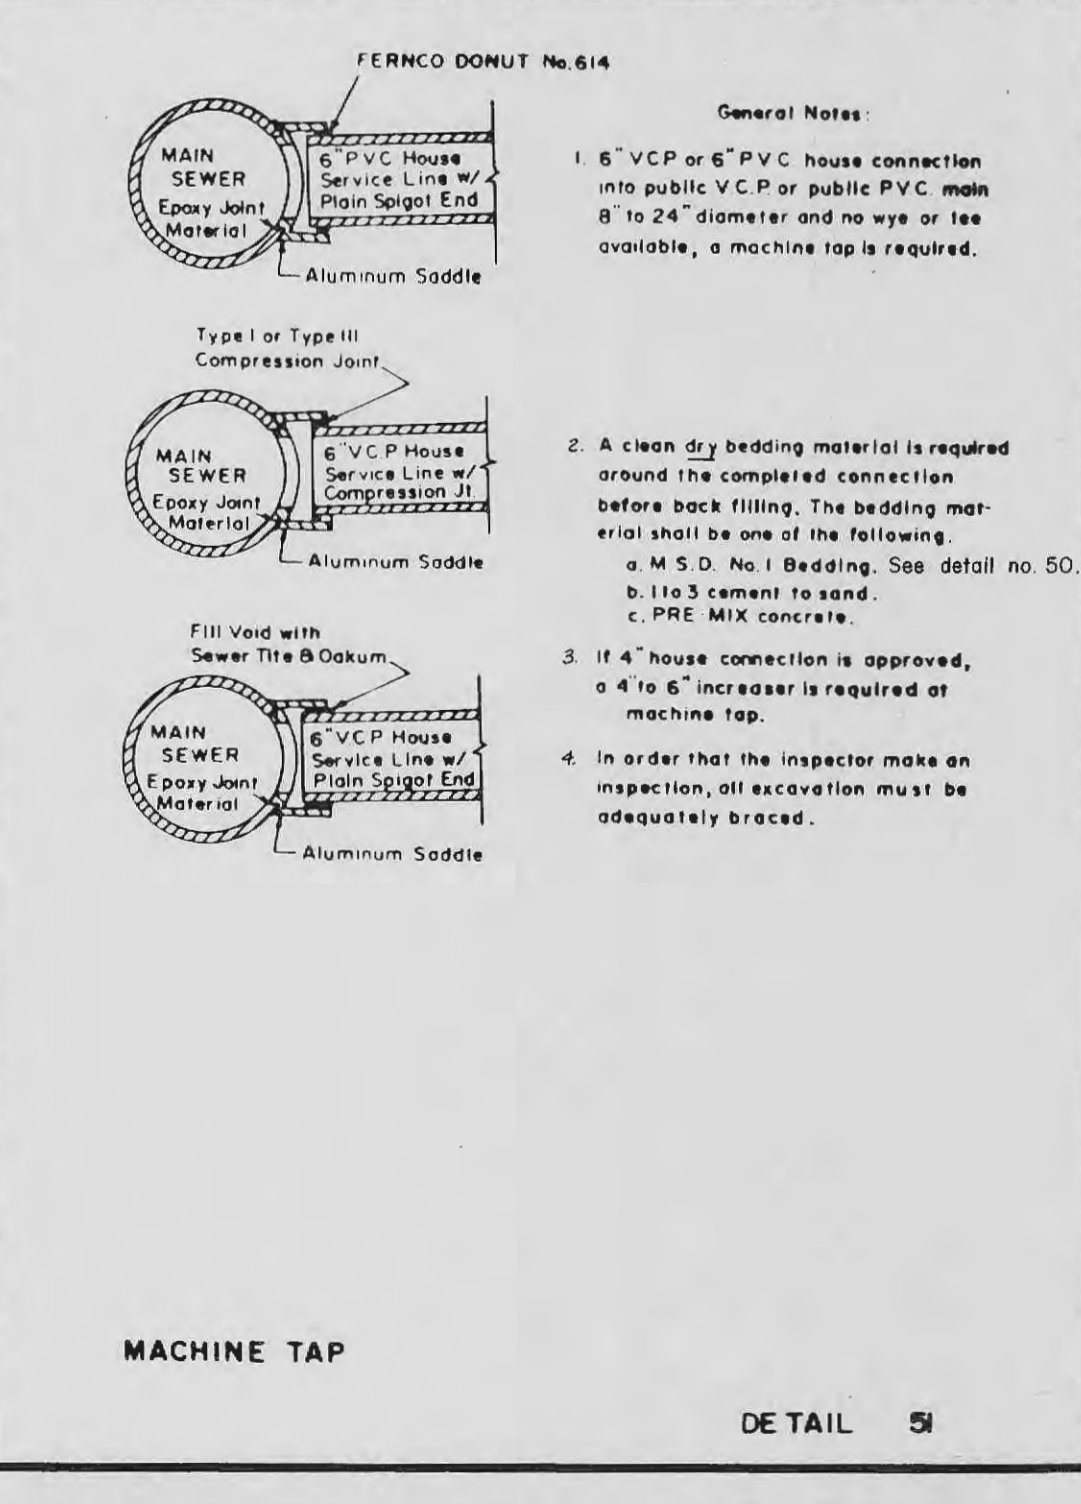 FERNCO DONUT No. 614
MAIN
SEWER
Epoxy Joint
Material
6" PVC House
Service Line w/
Plain Spigot End
Aluminum Saddle
Type I or Type III
Compression Joint
MAIN
SEWER
Epoxy Joint
Material
6" V.C.P House
Service Line w/
Compression Jt.
Aluminum Saddle
Fill Void with
Sewer Tite & Oakum
MAIN
SEWER
Epoxy Joint
Material
6" V.C.P House
Service Line w/
Plain Spigot End
Aluminum Saddle
General Notes:
1. 6" VCP or 6" PVC house connection
into public V.C.P. or public P.V.C. main
8" to 24" diameter and no wye or tee
available, a machine tap is required.
2. A clean dry bedding material is required
around the completed connection
before back filling. The bedding mat-
erial shall be one of the following.
a. M.S.D. No. 1 Bedding. See detail no. 50.
b. 1 to 3 cement to sand.
c. PRE-MIX concrete.
3. If 4" house connection is approved,
a 4" to 6" increaser is required at
machine tap.
4. In order that the inspector make an
inspection, all excavation must be
adequately braced.
MACHINE TAP
DETAIL 51